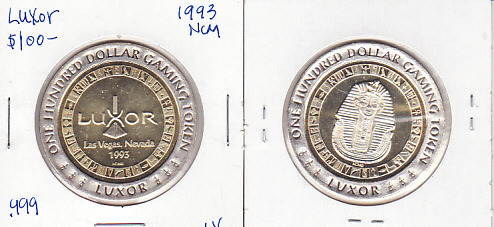 Luxor
$100-
1993
NCM
ONE HUNDRED DOLLAR GAMING TOKEN
LUXOR
Las Vegas, Nevada
1993
LUXOR
.999
ONE HUNDRED DOLLAR GAMING TOKEN
LUXOR